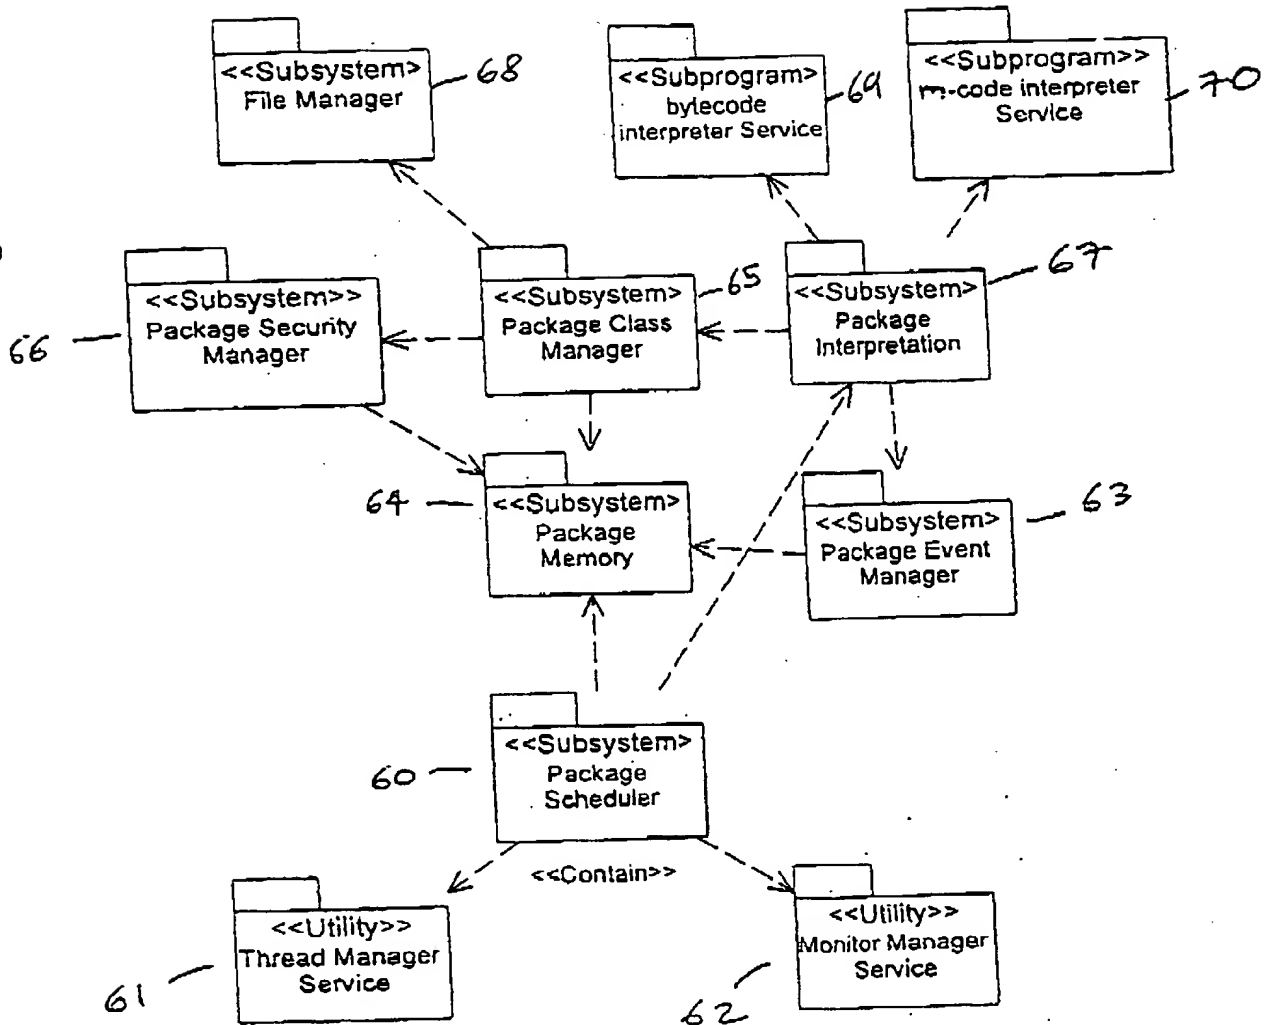 <<Subsystem>
File Manager
68
<<Subprogram>
bytecode
interpreter Service
69
<<Subprogram>>
m-code interpreter
Service
70
<<Subsystem>>
Package Security
Manager
66
<<Subsystem>
Package Class
Manager
65
<<Subsystem>
Package
Interpretation
67
<<Subsystem>
Package
Memory
64
<<Subsystem>
Package Event
Manager
63
<<Subsystem>
Package
Scheduler
60
<<Contain>>
<<Utility>>
Thread Manager
Service
61
<<Utility>>
Monitor Manager
Service
62